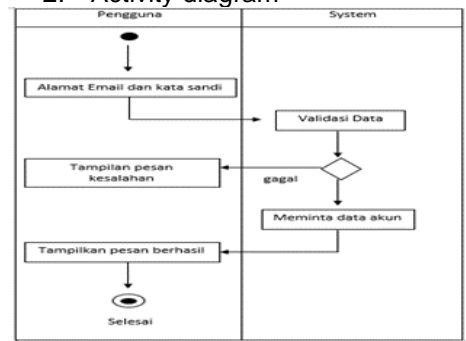 2. Activity diagram
Pengguna
System
Alamat Email dan kata sandi
Validasi Data
Tampilan pesan
kesalahan
gagal
Meminta data akun
Tampilkan pesan berhasil
Selesai